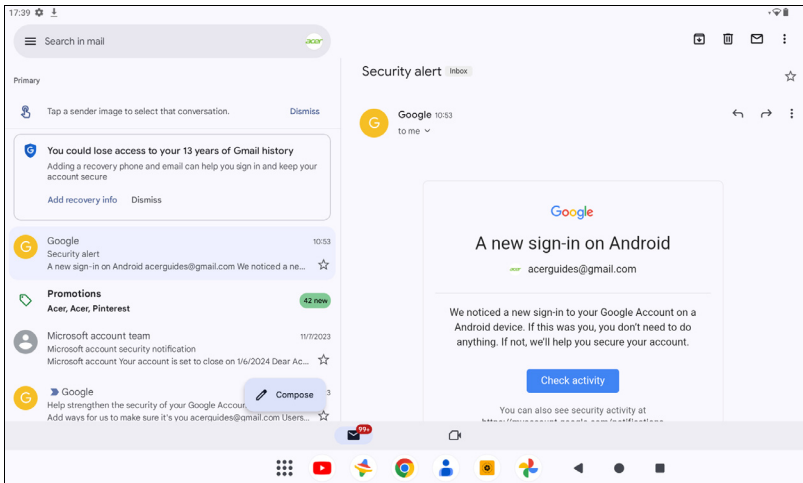 17:39
Search in mail
acer
Primary
Tap a sender image to select that conversation.
Dismiss
You could lose access to your 13 years of Gmail history
Adding a recovery phone and email can help you sign in and keep your
account secure
Add recovery info
Dismiss
G
Google
10:53
Security alert
A new sign-in on Android acerguides@gmail.com We noticed a ne...
Promotions
Acer, Acer, Pinterest
42 new
Microsoft account team
11/7/2023
Microsoft account security notification
Microsoft account Your account is set to close on 1/6/2024 Dear Ac...
G
Google
3
Help strengthen the security of your Google Accour
Add ways for us to make sure it's you acerguides@gmail.com Users...
Compose
Security alert
Inbox
G
Google 10:53
to me
Google
A new sign-in on Android
acer acerguides@gmail.com
We noticed a new sign-in to your Google Account on a
Android device. If this was you, you don't need to do
anything. If not, we'll help you secure your account.
Check activity
You can also see security activity at
https://myaccount.google.com/notifications
99+